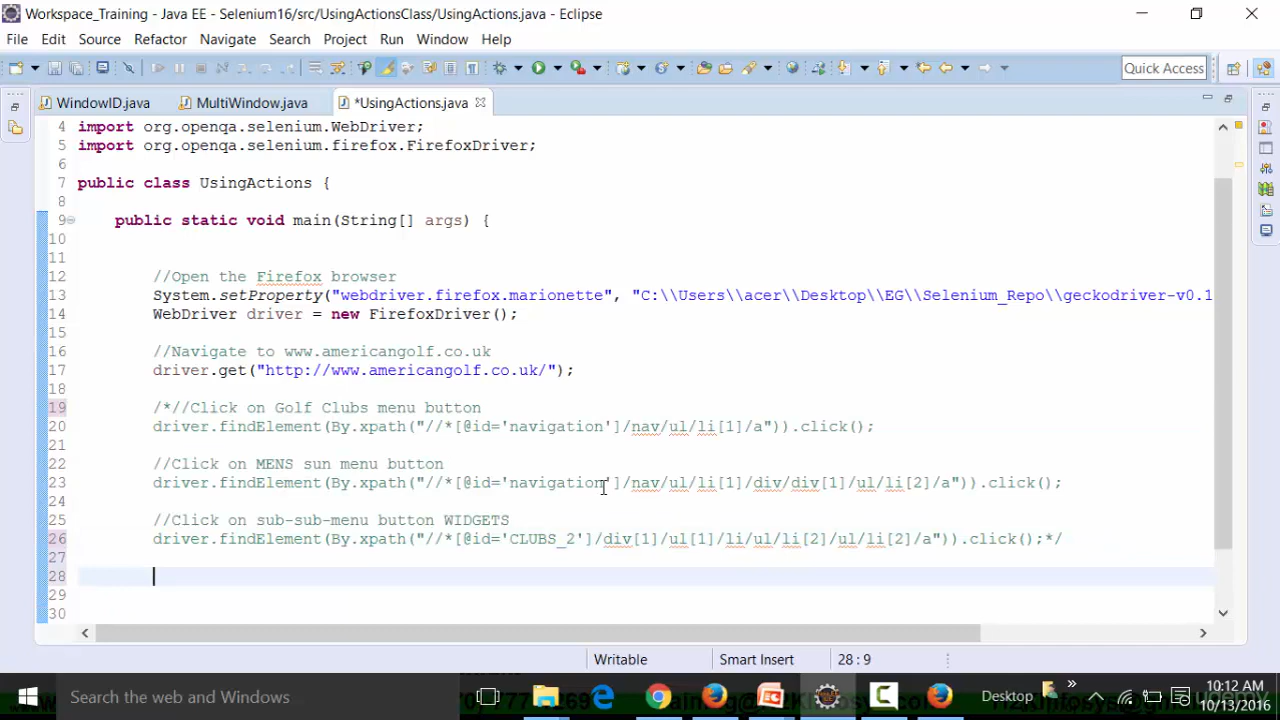 Workspace_Training - Java EE - Selenium16/src/UsingActionsClass/UsingActions.java - Eclipse
File Edit Source Refactor Navigate Search Project Run Window Help
Quick Access
WindowID.java MultiWindow.java *UsingActions.java
4 import org.openqa.selenium.WebDriver;
5 import org.openqa.selenium.firefox.FirefoxDriver;
6
7 public class UsingActions {
8
9 public static void main(String[] args) {
10
11
12 //Open the Firefox browser
13 System.setProperty("webdriver.firefox.marionette", "C:\\Users\\acer\\Desktop\\EG\\Selenium_Repo\\geckodriver-v0.1
14 WebDriver driver = new FirefoxDriver();
15
16 //Navigate to www.americangolf.co.uk
17 driver.get("http://www.americangolf.co.uk/");
18
19 /*//Click on Golf Clubs menu button
20 driver.findElement(By.xpath("//*[@id='navigation']/nav/ul/li[1]/a")).click();
21
22 //Click on MENS sun menu button
23 driver.findElement(By.xpath("//*[@id='navigation']/nav/ul/li[1]/div/div[1]/ul/li[2]/a")).click();
24
25 //Click on sub-sub-menu button WIDGETS
26 driver.findElement(By.xpath("//*[@id='CLUBS_2']/div[1]/ul[1]/li/ul/li[2]/ul/li[2]/a")).click();*/
27
28
29
30
Writable Smart Insert 28 : 9
Search the web and Windows
Desktop
10:12 AM
10/13/2016